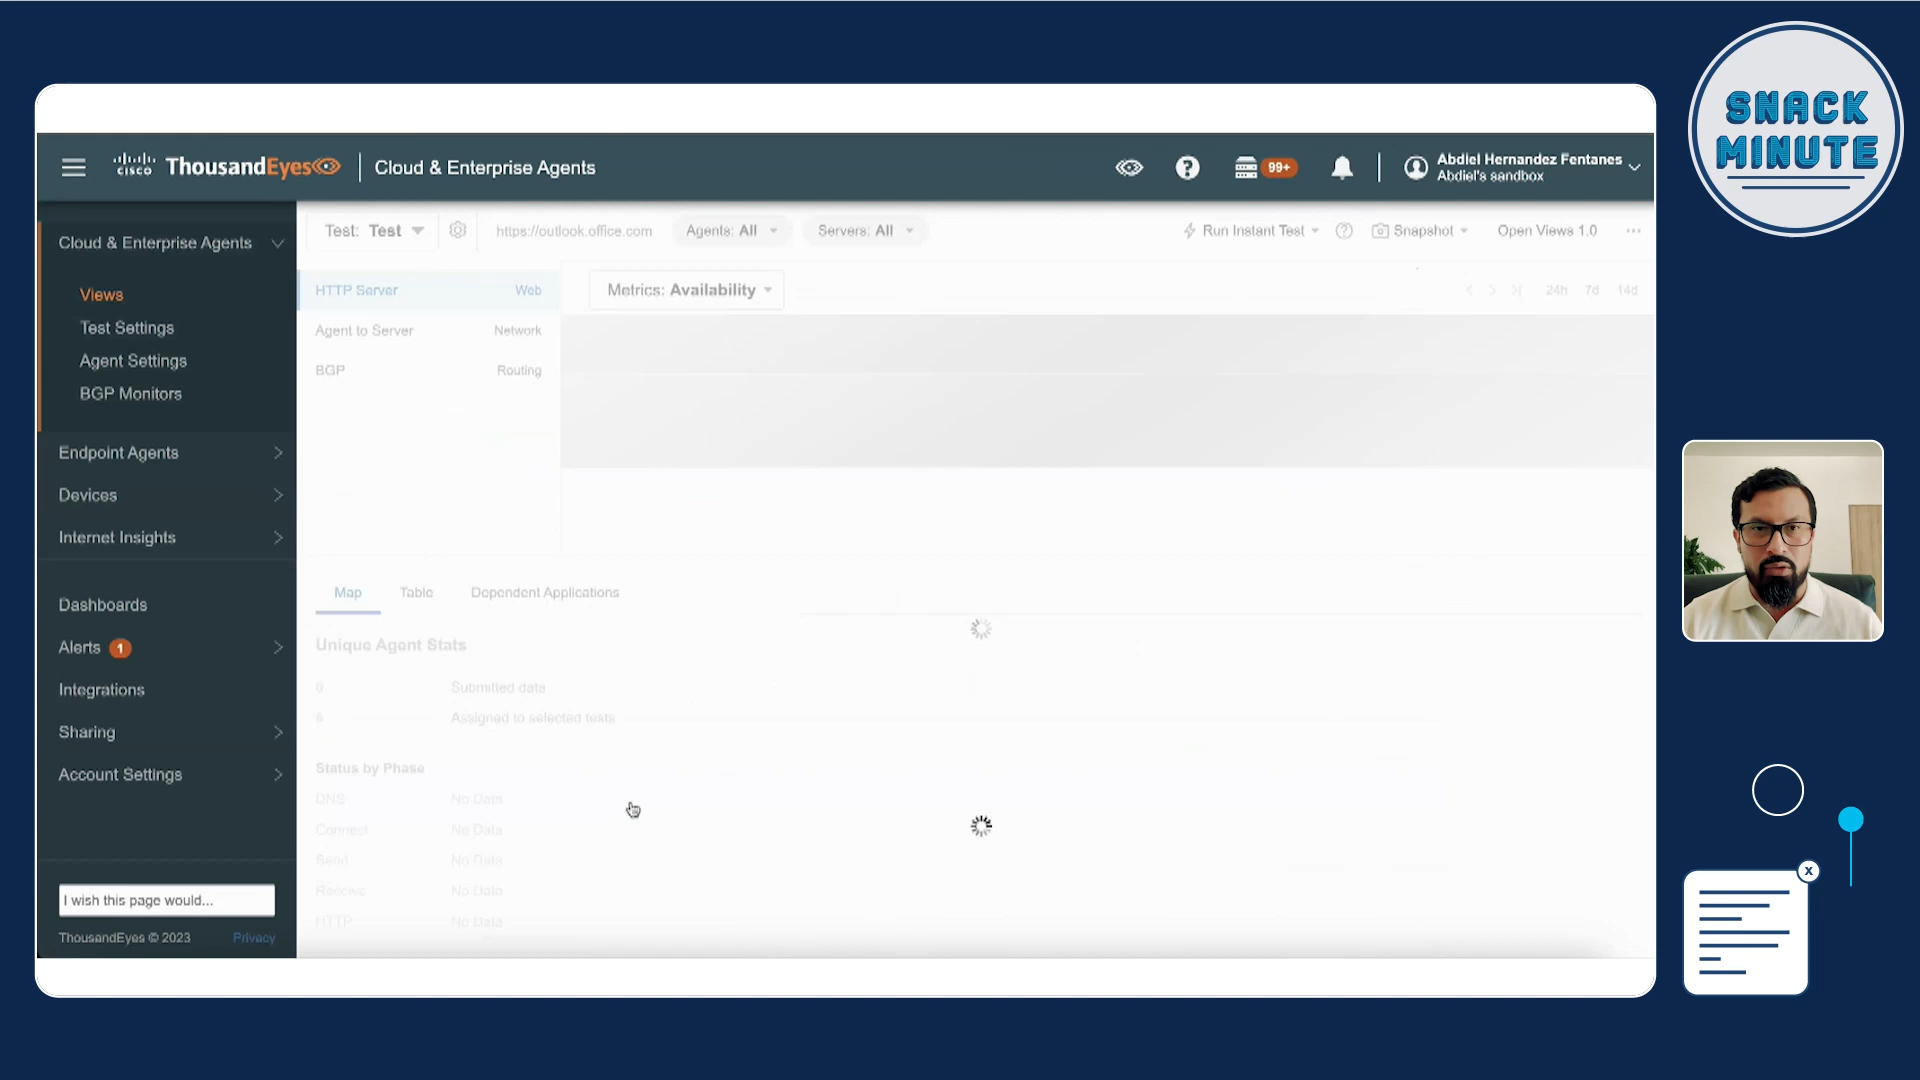 SNACK
MINUTE
CISCO ThousandEyes Cloud & Enterprise Agents
99+
Abdiel Hernandez Fentanes
Abdiel's sandbox
Cloud & Enterprise Agents
Views
Test Settings
Agent Settings
BGP Monitors
Endpoint Agents
Devices
Internet Insights
Dashboards
Alerts 1
Integrations
Sharing
Account Settings
I wish this page would...
ThousandEyes © 2023 Privacy
Test: Test https://outlook.office.com Agents: All Servers: All Run Instant Test Snapshot Open Views 1.0 ...
HTTP Server Web
Agent to Server Network
BGP Routing
Metrics: Availability
24h 7d 14d
Map Table Dependent Applications
Unique Agent Stats
0 Submitted data
6 Assigned to selected tests
Status by Phase
DNS No Data
Connect No Data
Send No Data
Receive No Data
HTTP No Data
x